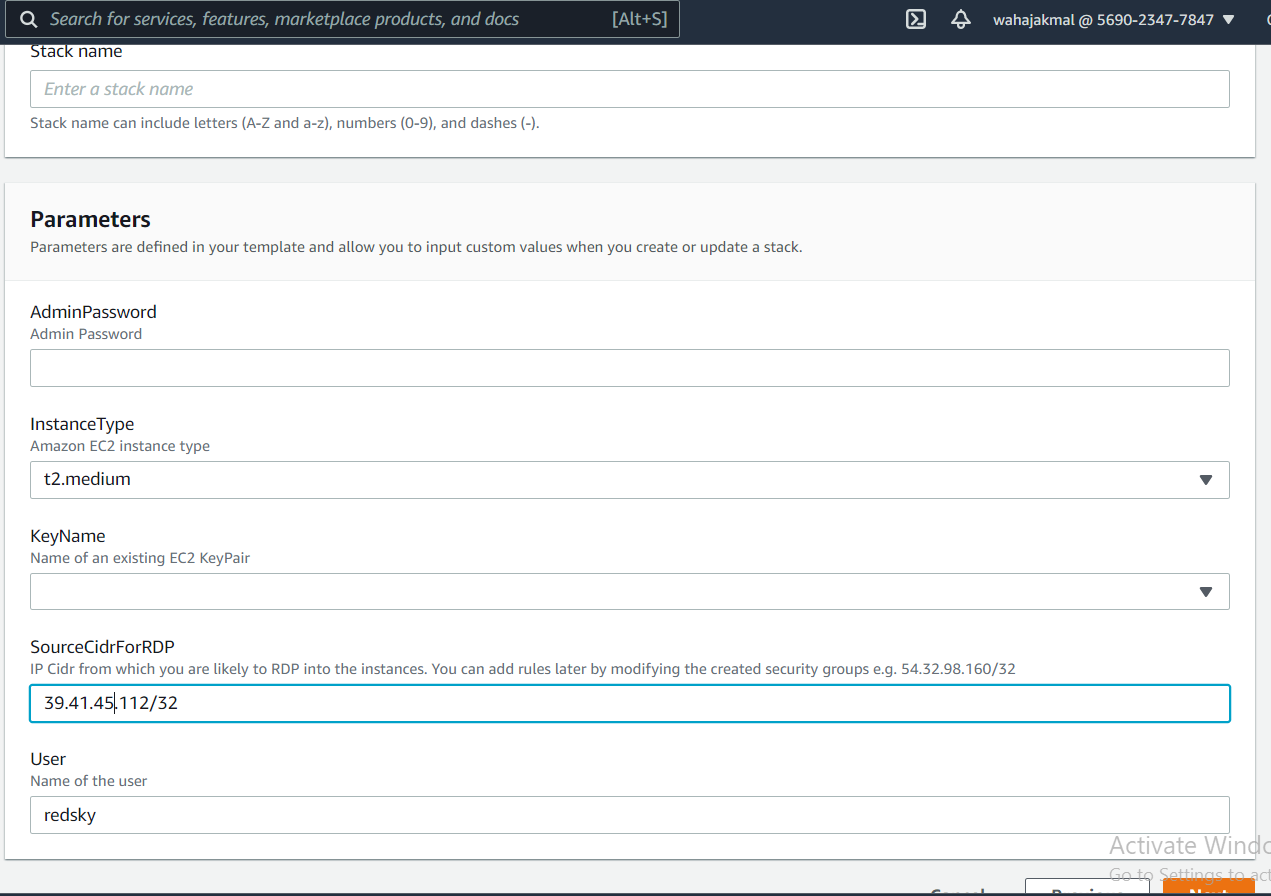 Search for services, features, marketplace products, and docs [Alt+S] wahajakmal @ 5690-2347-7847
Stack name
Enter a stack name
Stack name can include letters (A-Z and a-z), numbers (0-9), and dashes (-).
Parameters
Parameters are defined in your template and allow you to input custom values when you create or update a stack.
AdminPassword
Admin Password
InstanceType
Amazon EC2 instance type
t2.medium
KeyName
Name of an existing EC2 KeyPair
SourceCidrForRDP
IP Cidr from which you are likely to RDP into the instances. You can add rules later by modifying the created security groups e.g. 54.32.98.160/32
39.41.45.112/32
User
Name of the user
redsky
Activate Windo
Go to Settings to act
Cancel Previous Next